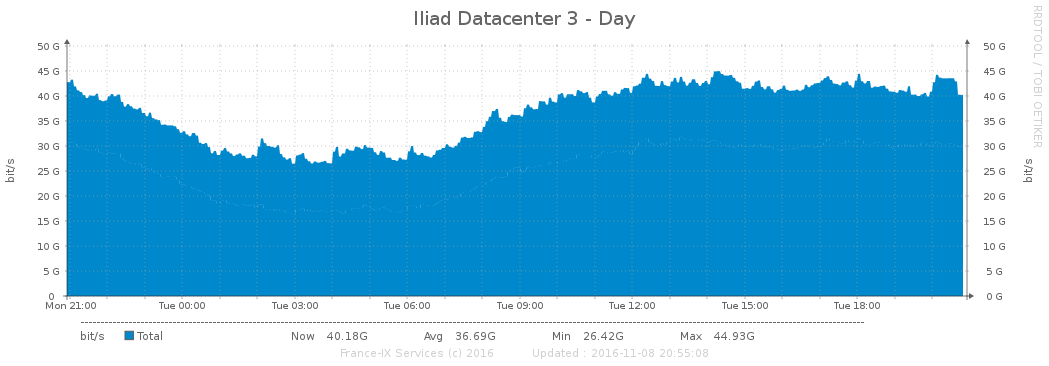 Iliad Datacenter 3 - Day
RRDTOOL / TOBI OETIKER
50 G 50 G
45 G 45 G
40 G 40 G
35 G 35 G
30 G 30 G
25 G 25 G
20 G 20 G
15 G 15 G
10 G 10 G
5 G 5 G
0 0 G
bit/s bit/s
Mon 21:00 Tue 00:00 Tue 03:00 Tue 06:00 Tue 09:00 Tue 12:00 Tue 15:00 Tue 18:00
bit/s Total Now 40.18G Avg 36.69G Min 26.42G Max 44.93G
France-IX Services (c) 2016 Updated : 2016-11-08 20:55:08